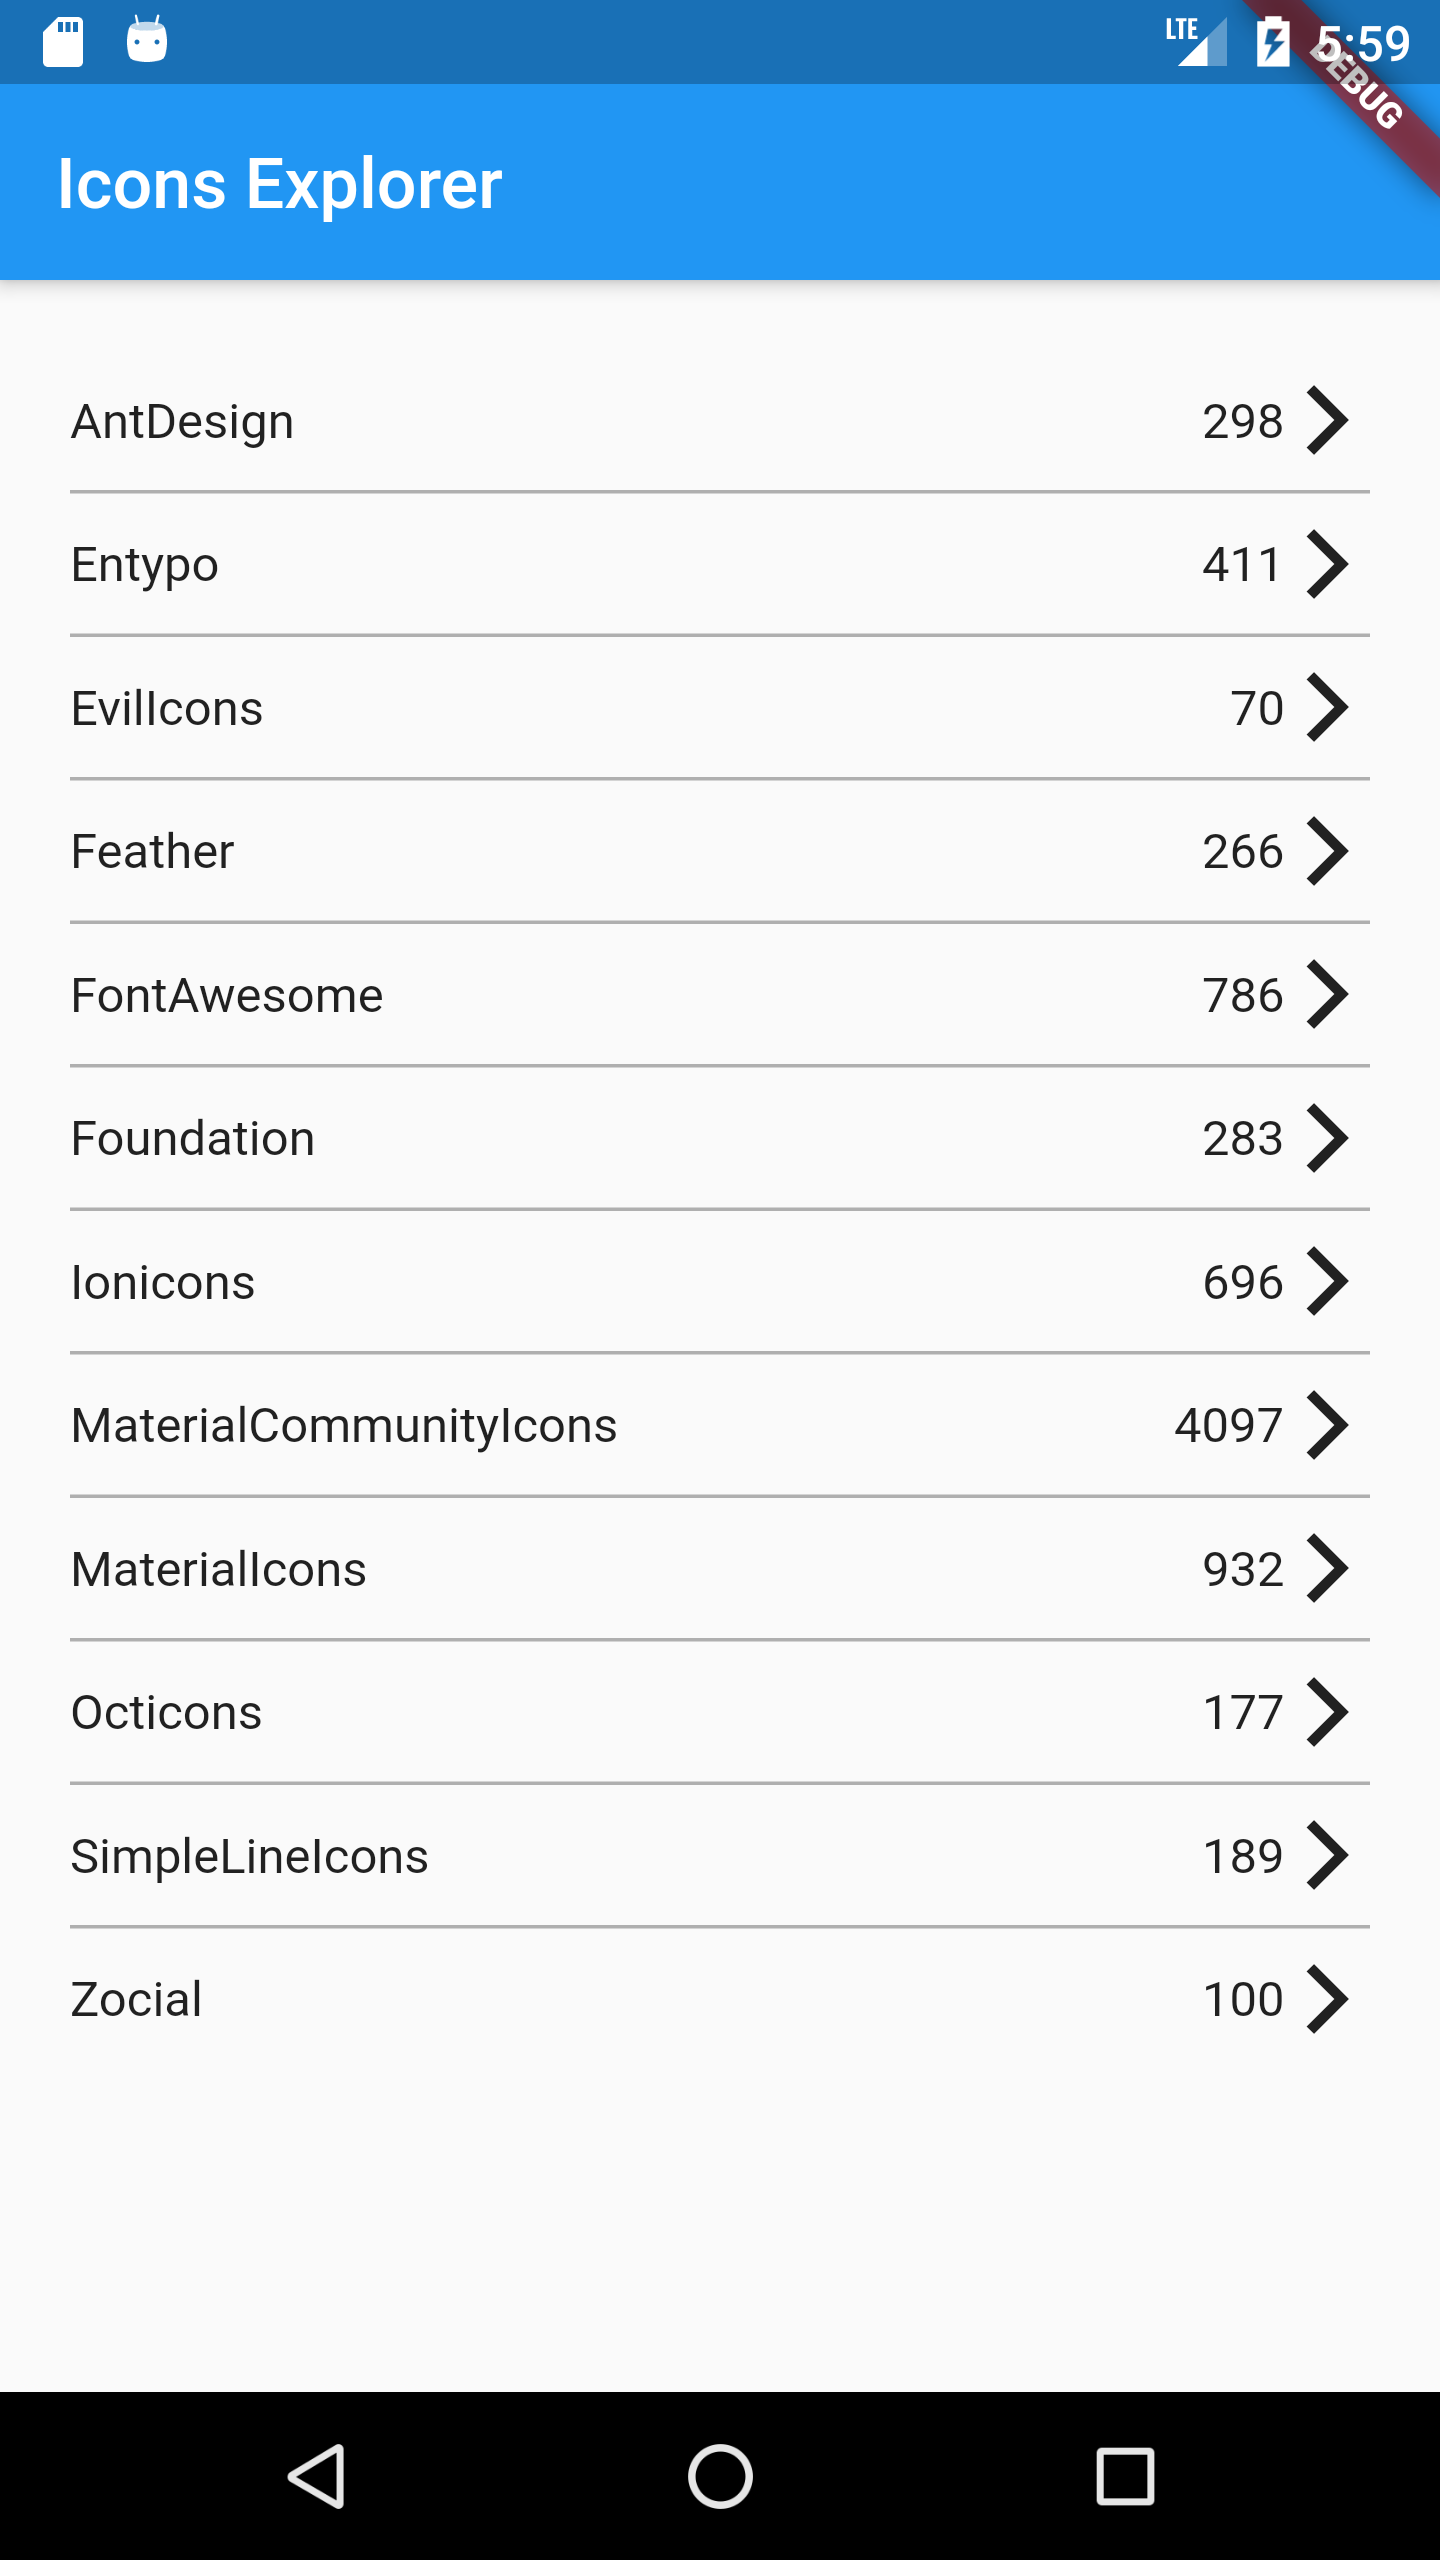 LTE 5:59
DEBUG
Icons Explorer
AntDesign 298
Entypo 411
EvilIcons 70
Feather 266
FontAwesome 786
Foundation 283
Ionicons 696
MaterialCommunityIcons 4097
MaterialIcons 932
Octicons 177
SimpleLineIcons 189
Zocial 100